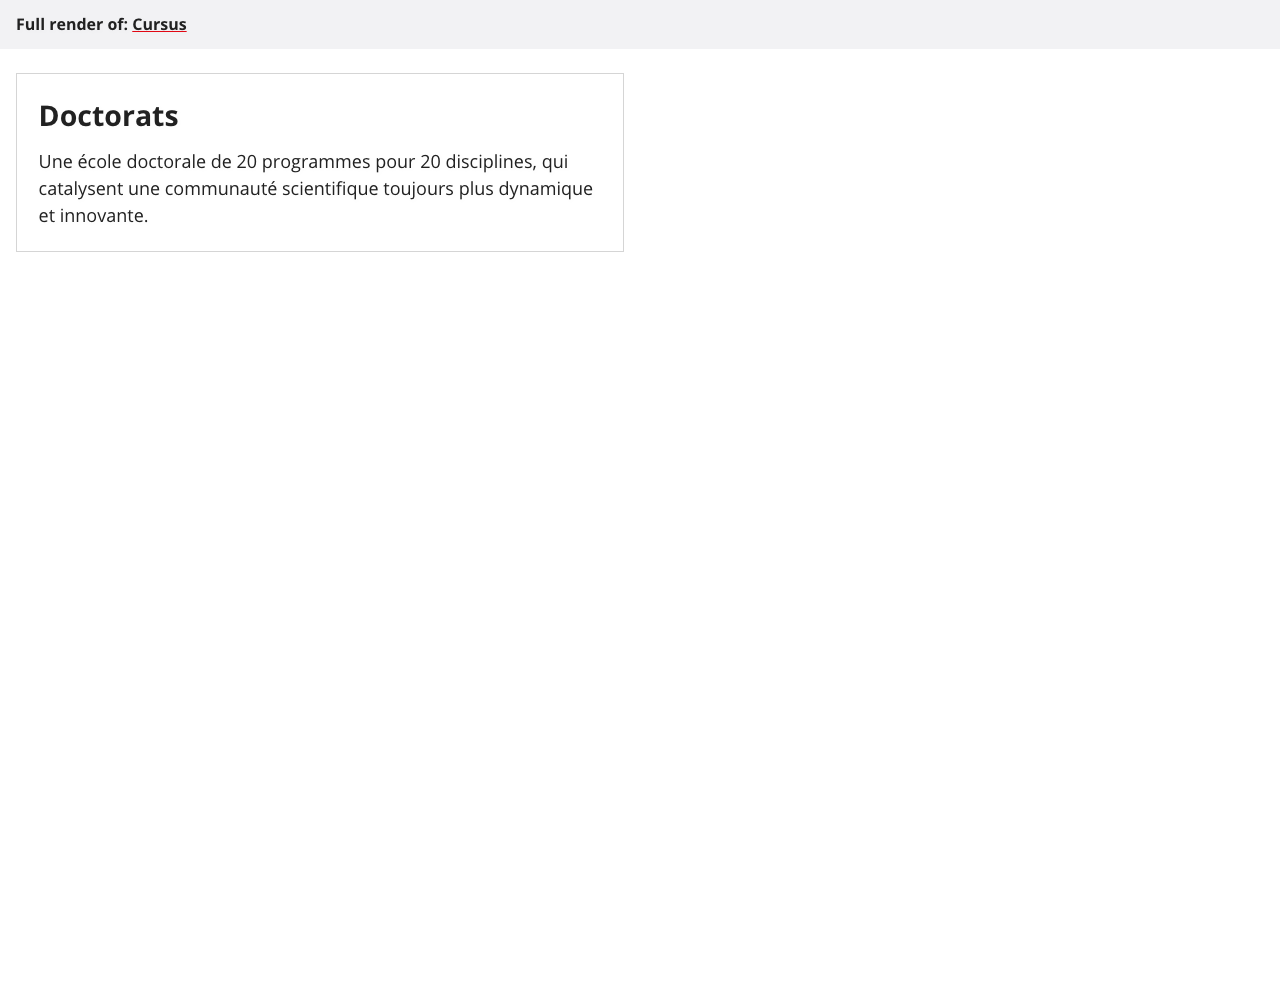 Full render of: Cursus
Doctorats
Une école doctorale de 20 programmes pour 20 disciplines, qui
catalysent une communauté scientifique toujours plus dynamique
et innovante.